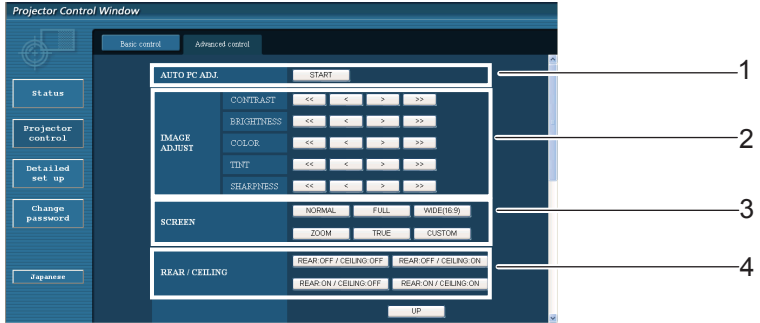 Projector Control Window
Basic control
Advanced control
Status
Projector control
Detailed set up
Change password
Japanese
AUTO PC ADJ.
START
1
IMAGE ADJUST
CONTRAST << < > >>
BRIGHTNESS << < > >>
COLOR << < > >>
TINT << < > >>
SHARPNESS << < > >>
2
SCREEN
NORMAL FULL WIDE(16:9)
ZOOM TRUE CUSTOM
3
REAR / CEILING
REAR:OFF / CEILING:OFF REAR:OFF / CEILING:ON
REAR:ON / CEILING:OFF REAR:ON / CEILING:ON
4
UP